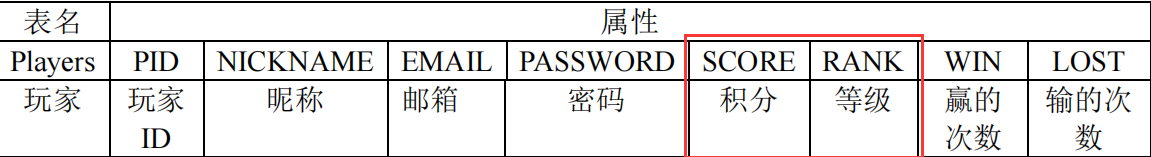 表名 属性
Players PID NICKNAME EMAIL PASSWORD SCORE RANK WIN LOST
玩家 玩家 昵称 邮箱 密码 积分 等级 赢的 输的次
ID 次数 数